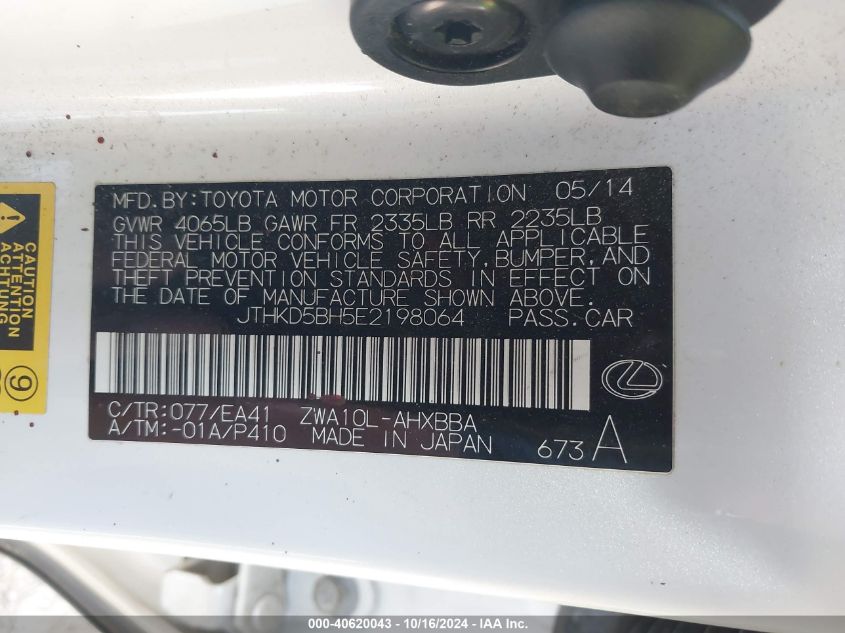 MFD. BY: TOYOTA MOTOR CORPORATION 05/14
GVWR 4065LB GAWR FR 2335LB RR 2235LB
THIS VEHICLE CONFORMS TO ALL APPLICABLE
FEDERAL MOTOR VEHICLE SAFETY, BUMPER, AND
THEFT PREVENTION STANDARDS IN EFFECT ON
THE DATE OF MANUFACTURE SHOWN ABOVE.
JTHKD5BH5E2198064 PASS. CAR
C/TR: 077/EA41 ZWA10L-AHXBBA
A/TM: -01A/P410 MADE IN JAPAN
673 A
CAUTION
ATTENTION
ACHTUNG
9
000-40620043 - 10/16/2024 - IAA Inc.